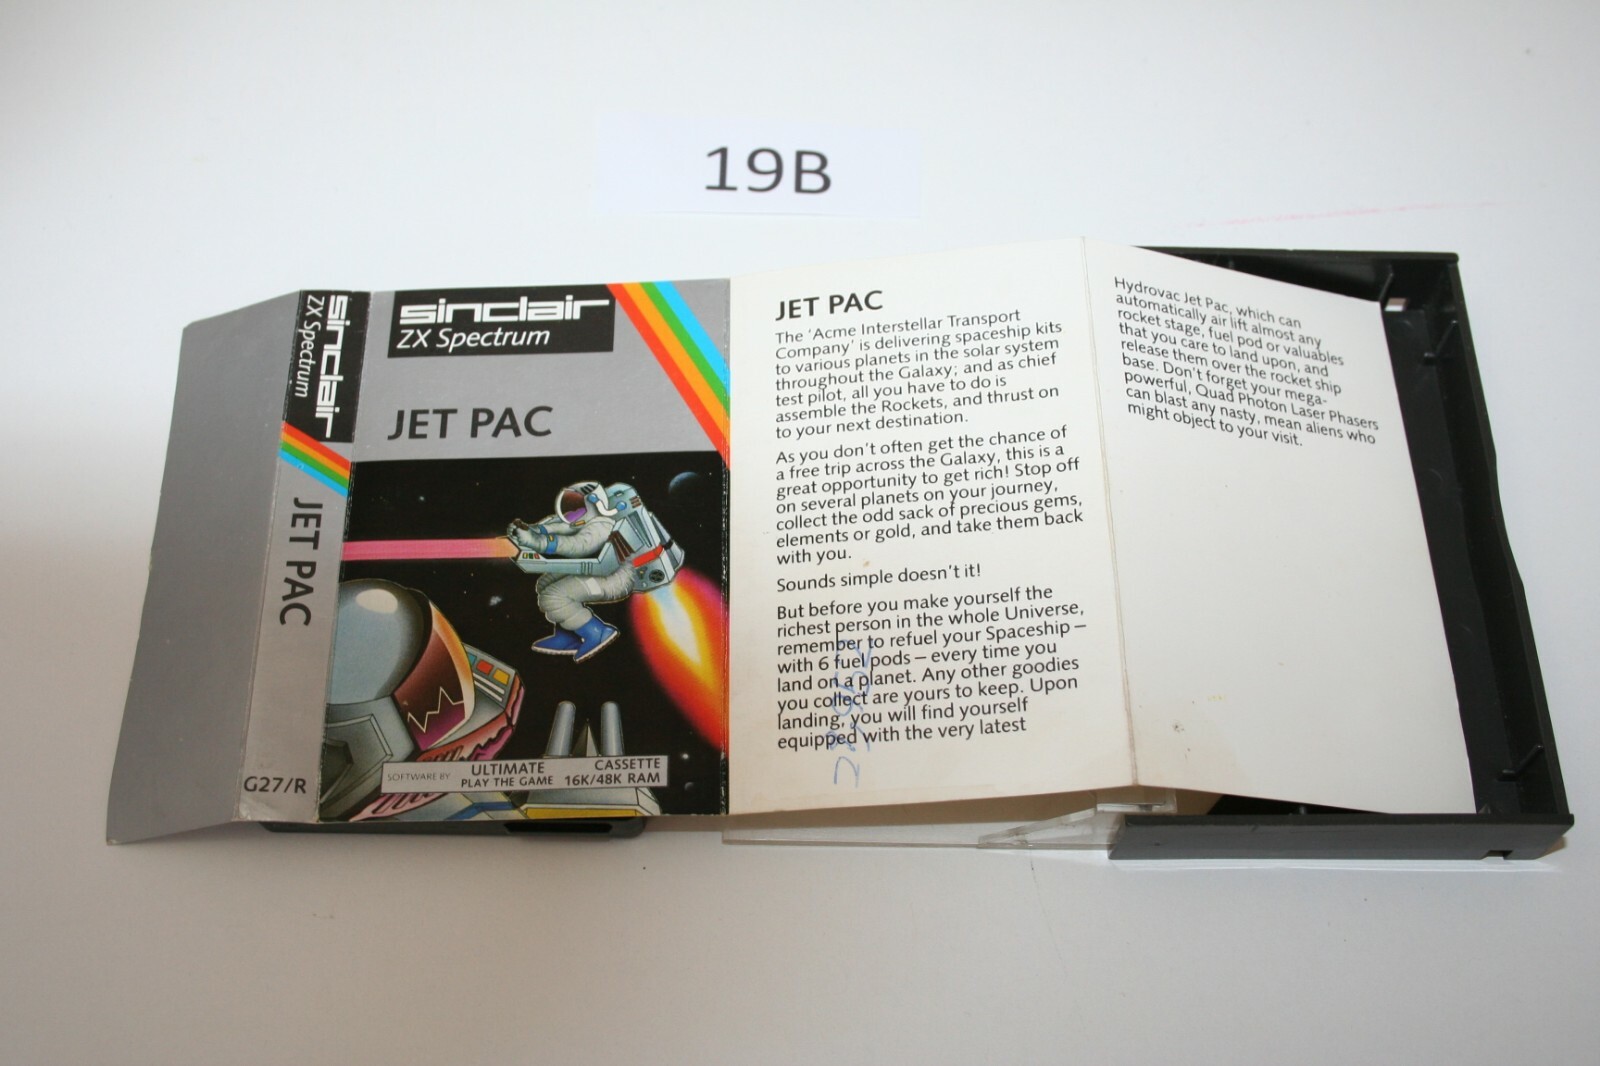 19B
sinclair
ZX Spectrum
JET PAC
G27/R
sinclair
ZX Spectrum
JET PAC
SOFTWARE BY
ULTIMATE
PLAY THE GAME
CASSETTE
16K/48K RAM
JET PAC
The 'Acme Interstellar Transport
Company' is delivering spaceship kits
to various planets in the solar system
throughout the Galaxy; and as chief
test pilot, all you have to do is
assemble the Rockets, and thrust on
to your next destination.
As you don't often get the chance of
a free trip across the Galaxy, this is a
great opportunity to get rich! Stop off
on several planets on your journey,
collect the odd sack of precious gems,
elements or gold, and take them back
with you.
Sounds simple doesn't it!
But before you make yourself the
richest person in the whole Universe,
remember to refuel your Spaceship –
with 6 fuel pods – every time you
land on a planet. Any other goodies
you collect are yours to keep. Upon
landing, you will find yourself
equipped with the very latest
Hydrovac Jet Pac, which can
automatically air lift almost any
rocket stage, fuel pod or valuables
that you care to land upon, and
release them over the rocket ship
base. Don't forget your mega-
powerful, Quad Photon Laser Phasers
can blast any nasty, mean aliens who
might object to your visit.